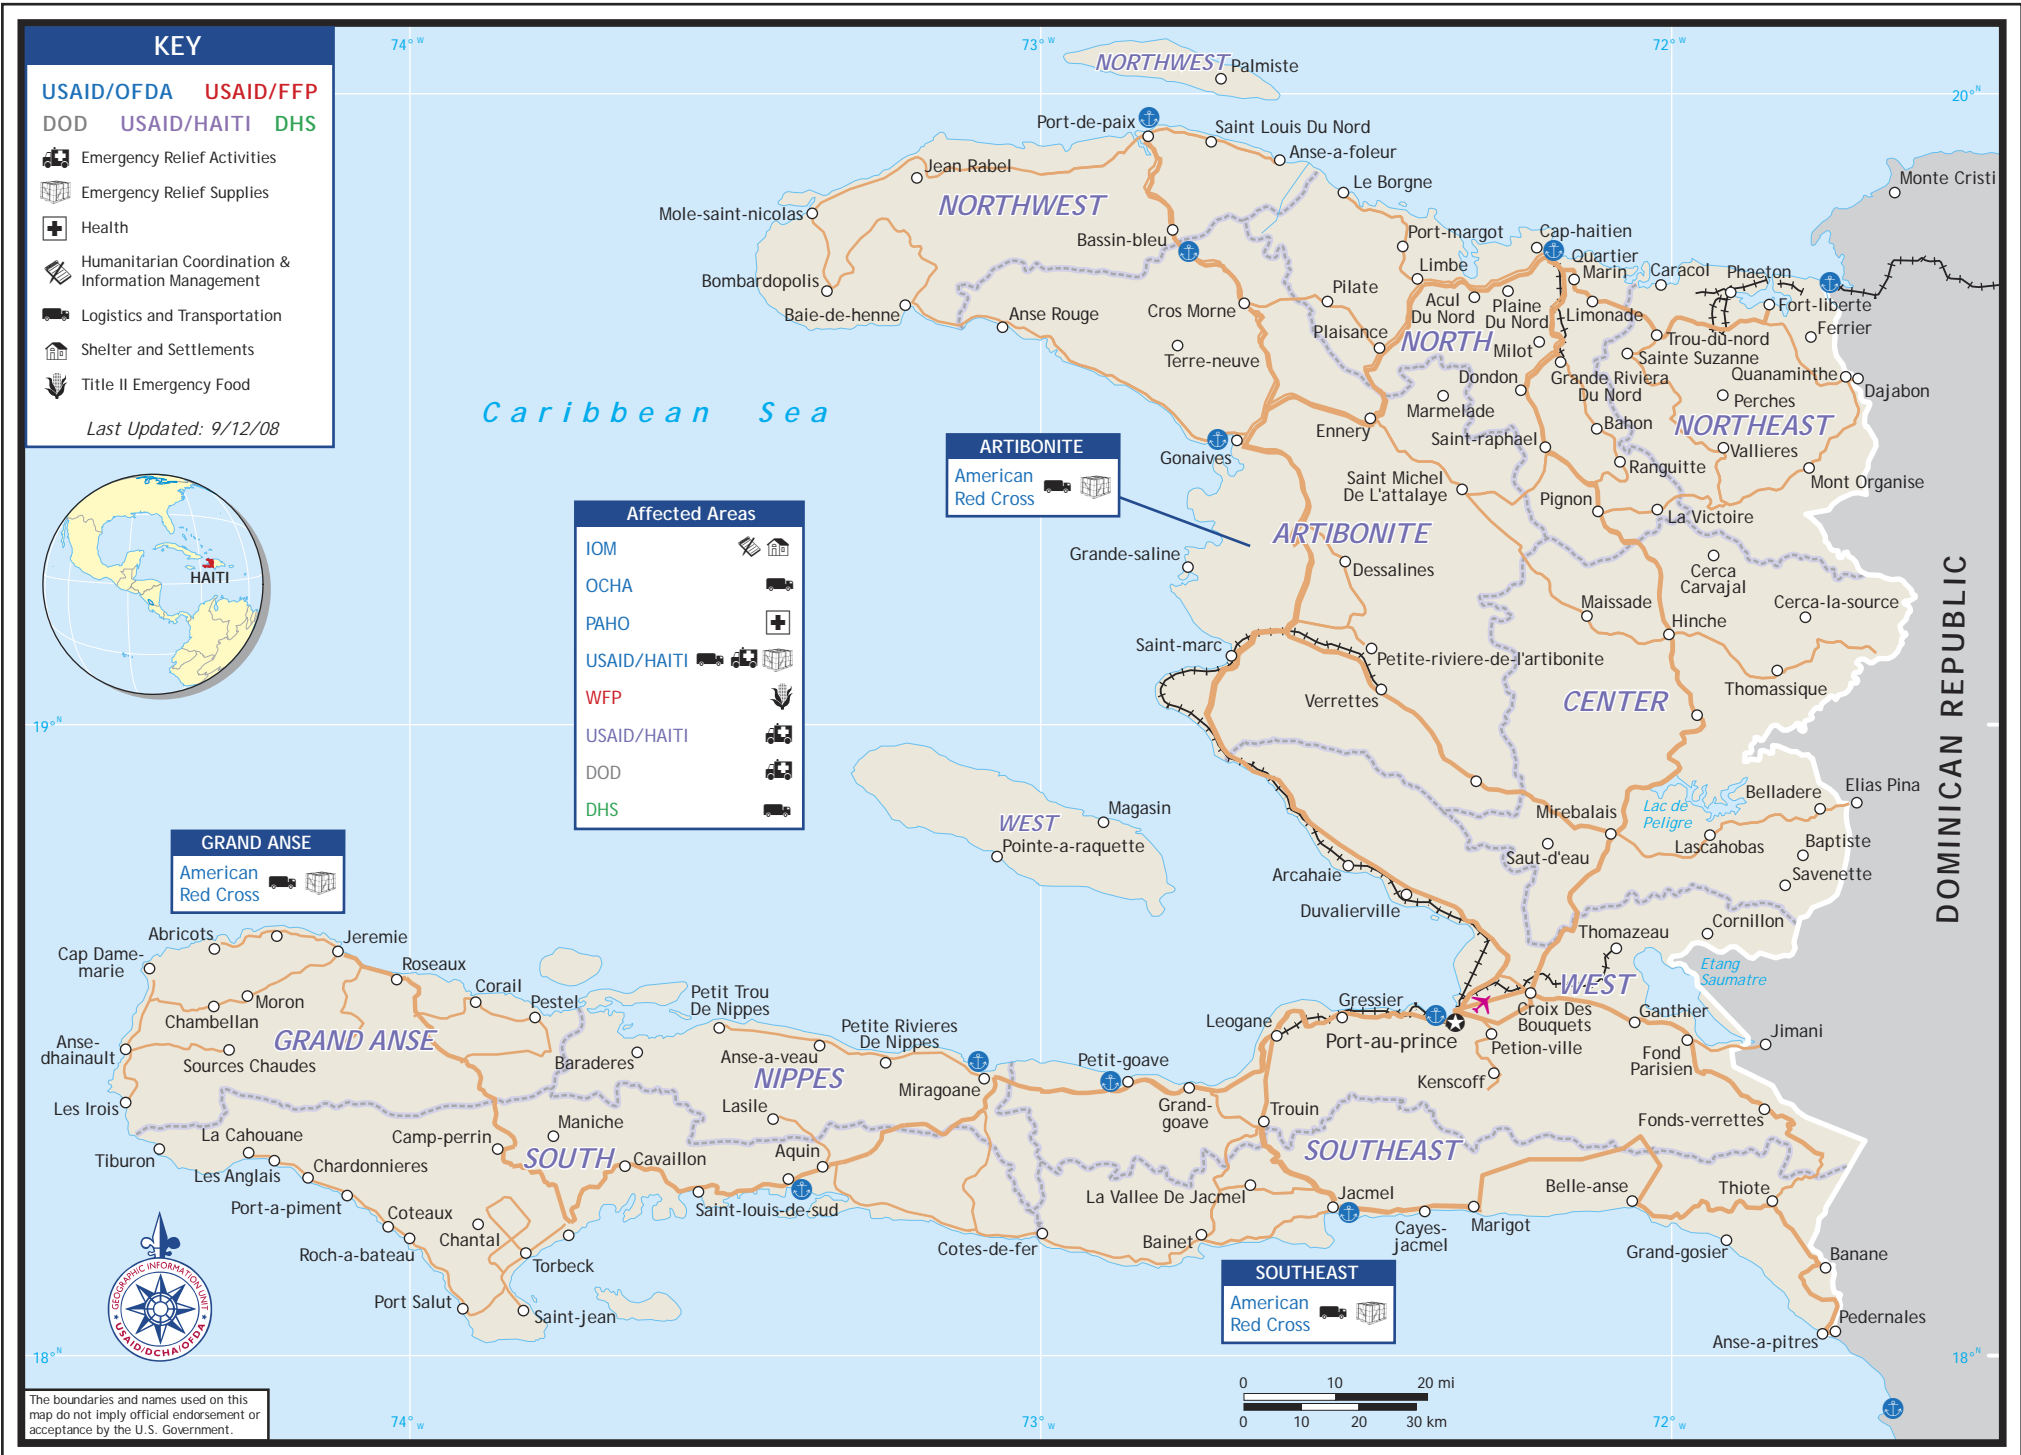 KEY
USAID/OFDA USAID/FFP
DOD USAID/HAITI DHS
Emergency Relief Activities
Emergency Relief Supplies
Health
Humanitarian Coordination &
Information Management
Logistics and Transportation
Shelter and Settlements
Title II Emergency Food
Last Updated: 9/12/08
HAITI
74° W
73° W
72° W
20° N
19° N
18° N
18° N
74° W
73° W
72° W
Caribbean Sea
DOMINICAN REPUBLIC
Affected Areas
IOM
OCHA
PAHO
USAID/HAITI
WFP
USAID/HAITI
DOD
DHS
ARTIBONITE
American
Red Cross
GRAND ANSE
American
Red Cross
SOUTHEAST
American
Red Cross
NORTHWEST
Palmiste
Port-de-paix
Saint Louis Du Nord
Anse-a-foleur
Jean Rabel
Le Borgne
Monte Cristi
NORTHWEST
Mole-saint-nicolas
Bassin-bleu
Port-margot
Cap-haitien
Quartier
Marin
Caracol
Phaeton
Limbe
Bombardopolis
Pilate
Acul
Du Nord
Plaine
Du Nord
Limonade
Fort-liberte
Baie-de-henne
Anse Rouge
Cros Morne
Plaisance
NORTH
Milot
Trou-du-nord
Ferrier
Terre-neuve
Sainte Suzanne
Dondon
Grande Riviera
Du Nord
Quanaminthe
Dajabon
Marmelade
Perches
Ennery
Saint-raphael
Bahon
NORTHEAST
Gonaives
Vallieres
Ranguitte
Saint Michel
De L'attalaye
Mont Organise
Pignon
La Victoire
ARTIBONITE
Grande-saline
Dessalines
Cerca
Carvajal
Maissade
Cerca-la-source
Hinche
Saint-marc
Petite-riviere-de-l'artibonite
Verrettes
CENTER
Thomassique
Lac de
Peligre
Belladere
Elias Pina
Mirebalais
Magasin
WEST
Pointe-a-raquette
Saut-d'eau
Lascahobas
Baptiste
Savenette
Arcahaie
Duvalierville
Cornillon
Thomazeau
Etang
Saumatre
WEST
Abricots
Jeremie
Cap Dame-
marie
Roseaux
Corail
Moron
Chambellan
Pestel
Petit Trou
De Nippes
Petite Rivieres
De Nippes
Gressier
Leogane
Croix Des
Bouquets
Ganthier
Jimani
Port-au-prince
Petion-ville
GRAND ANSE
Anse-
dhainault
Sources Chaudes
Baraderes
Anse-a-veau
NIPPES
Miragoane
Petit-goave
Kenscoff
Fond
Parisien
Les Irois
Lasile
Grand-
goave
Trouin
Fonds-verrettes
La Cahouane
Camp-perrin
Maniche
SOUTH
Cavaillon
Aquin
SOUTHEAST
Tiburon
Les Anglais
Chardonnieres
Port-a-piment
Saint-louis-de-sud
La Vallee De Jacmel
Jacmel
Belle-anse
Thiote
Coteaux
Chantal
Roch-a-bateau
Cotes-de-fer
Bainet
Cayes-
jacmel
Marigot
Grand-gosier
Banane
Torbeck
Port Salut
Saint-jean
Pedernales
Anse-a-pitres
GEOGRAPHIC INFORMATION UNIT
USAID/DCHA/OFDA
0 10 20 mi
0 10 20 30 km
The boundaries and names used on this
map do not imply official endorsement or
acceptance by the U.S. Government.